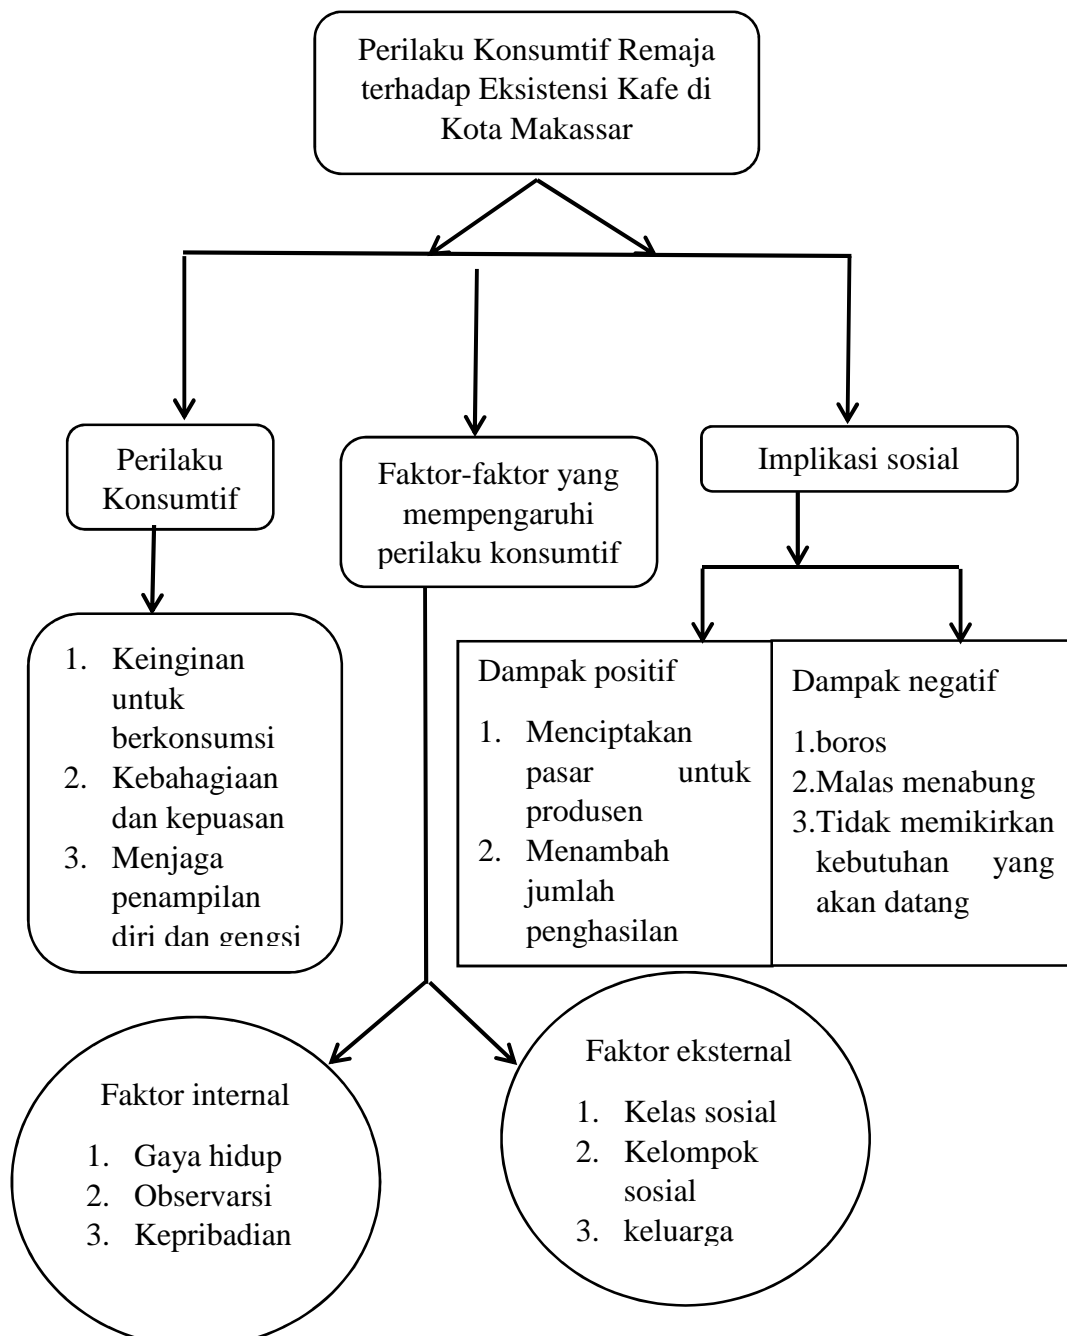 Perilaku Konsumtif Remaja
terhadap Eksistensi Kafe di
Kota Makassar
Perilaku
Konsumtif
Faktor-faktor yang
mempengaruhi
perilaku konsumtif
Implikasi sosial
1. Keinginan
untuk
berkonsumsi
2. Kebahagiaan
dan kepuasan
3. Menjaga
penampilan
diri dan gengsi
Dampak positif
1. Menciptakan
pasar untuk
produsen
2. Menambah
jumlah
penghasilan
Dampak negatif
1.boros
2.Malas menabung
3.Tidak memikirkan
kebutuhan yang
akan datang
Faktor internal
1. Gaya hidup
2. Observarsi
3. Kepribadian
Faktor eksternal
1. Kelas sosial
2. Kelompok
sosial
3. keluarga